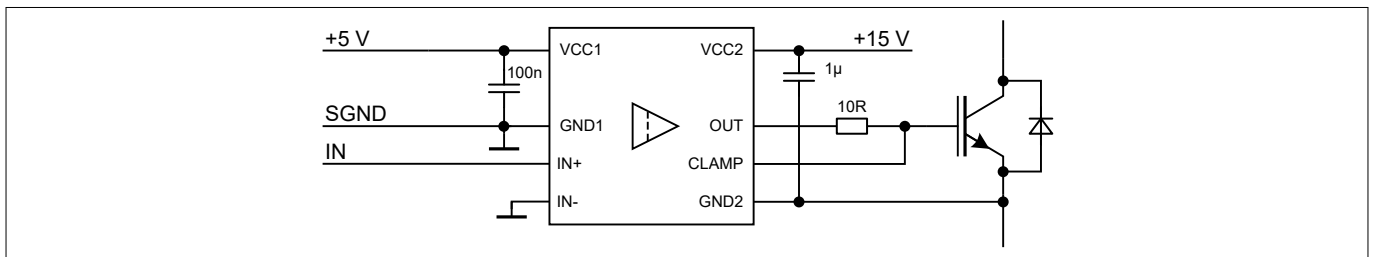 +5 V
VCC1
VCC2
+15 V
100n
1µ
10R
SGND
GND1
OUT
IN
IN+
CLAMP
IN-
GND2